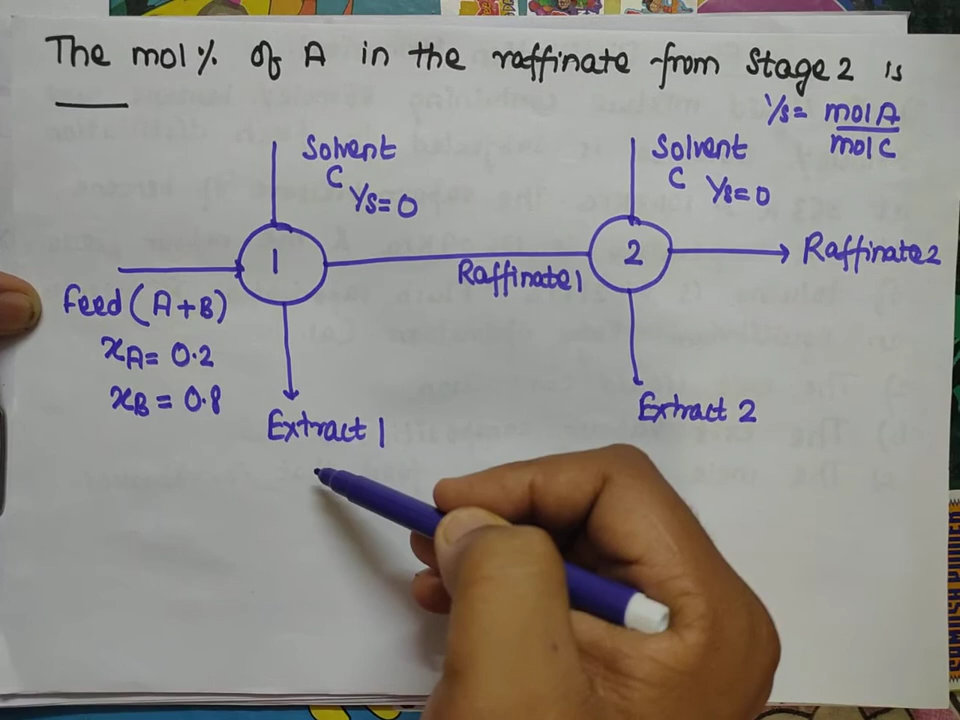 The mol% of A in the raffinate from Stage 2 is
____
Ys = mol A / mol C
Solvent
C Ys=0
Solvent
C Ys=0
1
2
Raffinate 1
Raffinate 2
Feed (A+B)
xA = 0.2
xB = 0.8
Extract 1
Extract 2